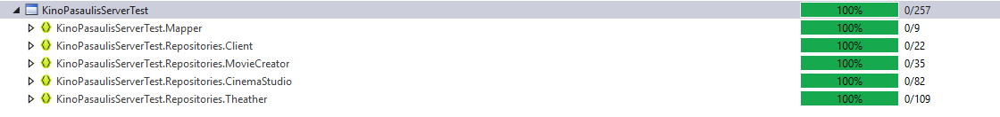 KinoPasaulisServerTest 100% 0/257
KinoPasaulisServerTest.Mapper 100% 0/9
KinoPasaulisServerTest.Repositories.Client 100% 0/22
KinoPasaulisServerTest.Repositories.MovieCreator 100% 0/35
KinoPasaulisServerTest.Repositories.CinemaStudio 100% 0/82
KinoPasaulisServerTest.Repositories.Theather 100% 0/109